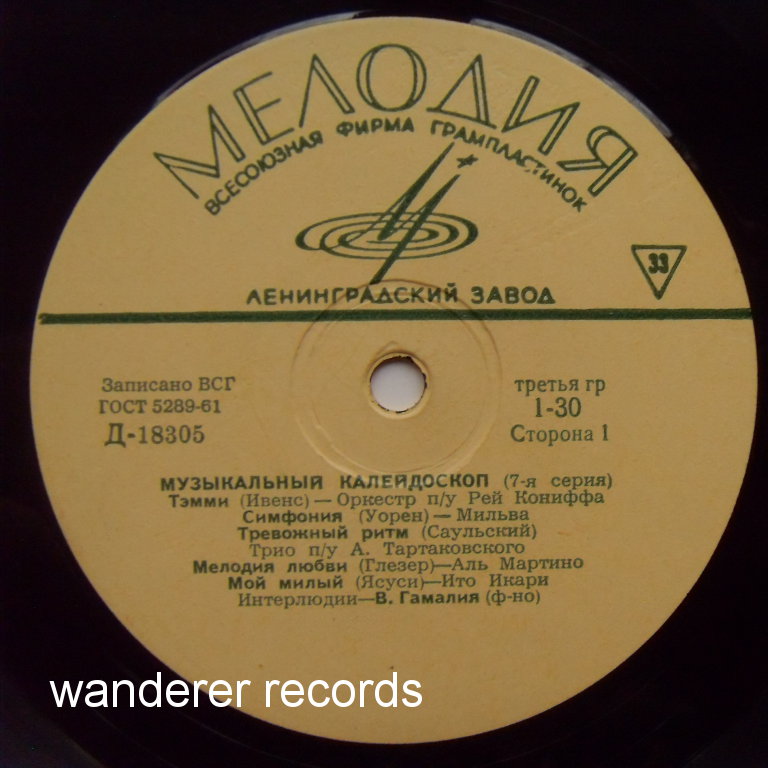 МЕЛОДИЯ
ВСЕСОЮЗНАЯ ФИРМА ГРАМПЛАСТИНОК
ЛЕНИНГРАДСКИЙ ЗАВОД
33
Записано ВСГ
ГОСТ 5289-61
Д-18305
третья гр
1-30
Сторона 1
МУЗЫКАЛЬНЫЙ КАЛЕЙДОСКОП (7-я серия)
Тэмми (Ивенс) — Оркестр п/у Рей Кониффа
Симфония (Уорен) — Мильва
Тревожный ритм (Саульский)
Трио п/у А. Тартаковского
Мелодия любви (Глезер)—Аль Мартино
Мой милый (Ясуси)—Ито Икари
Интерлюдии—В. Гамалия (ф-но)
wanderer records